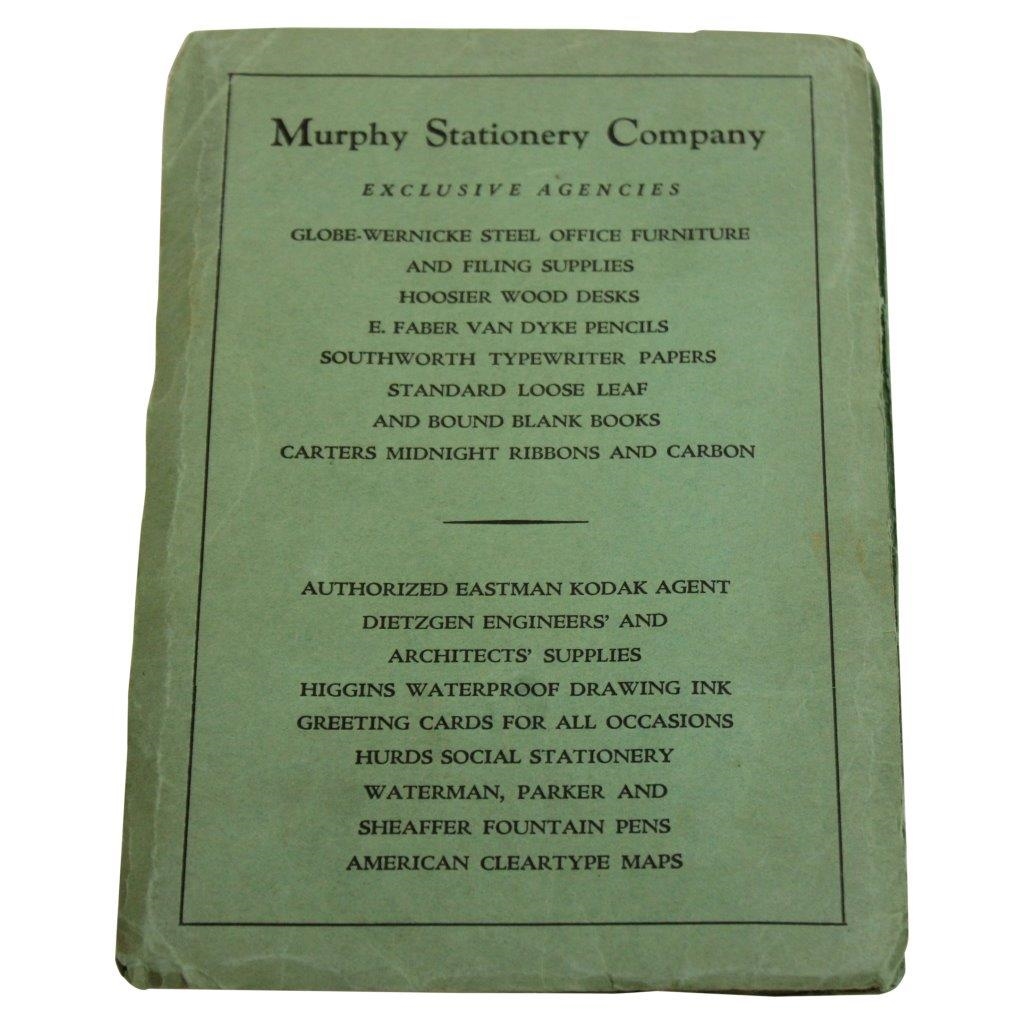 Murphy Stationery Company
EXCLUSIVE AGENCIES
GLOBE-WERNICKE STEEL OFFICE FURNITURE
AND FILING SUPPLIES
HOOSIER WOOD DESKS
E. FABER VAN DYKE PENCILS
SOUTHWORTH TYPEWRITER PAPERS
STANDARD LOOSE LEAF
AND BOUND BLANK BOOKS
CARTERS MIDNIGHT RIBBONS AND CARBON
AUTHORIZED EASTMAN KODAK AGENT
DIETZGEN ENGINEERS' AND
ARCHITECTS' SUPPLIES
HIGGINS WATERPROOF DRAWING INK
GREETING CARDS FOR ALL OCCASIONS
HURDS SOCIAL STATIONERY
WATERMAN, PARKER AND
SHEAFFER FOUNTAIN PENS
AMERICAN CLEARTYPE MAPS